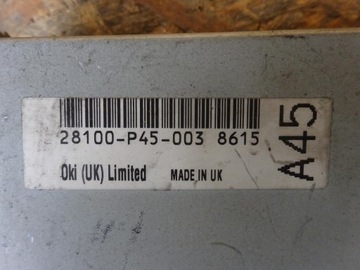 28100-P45-003 8615
Oki (UK) Limited MADE IN UK
A45